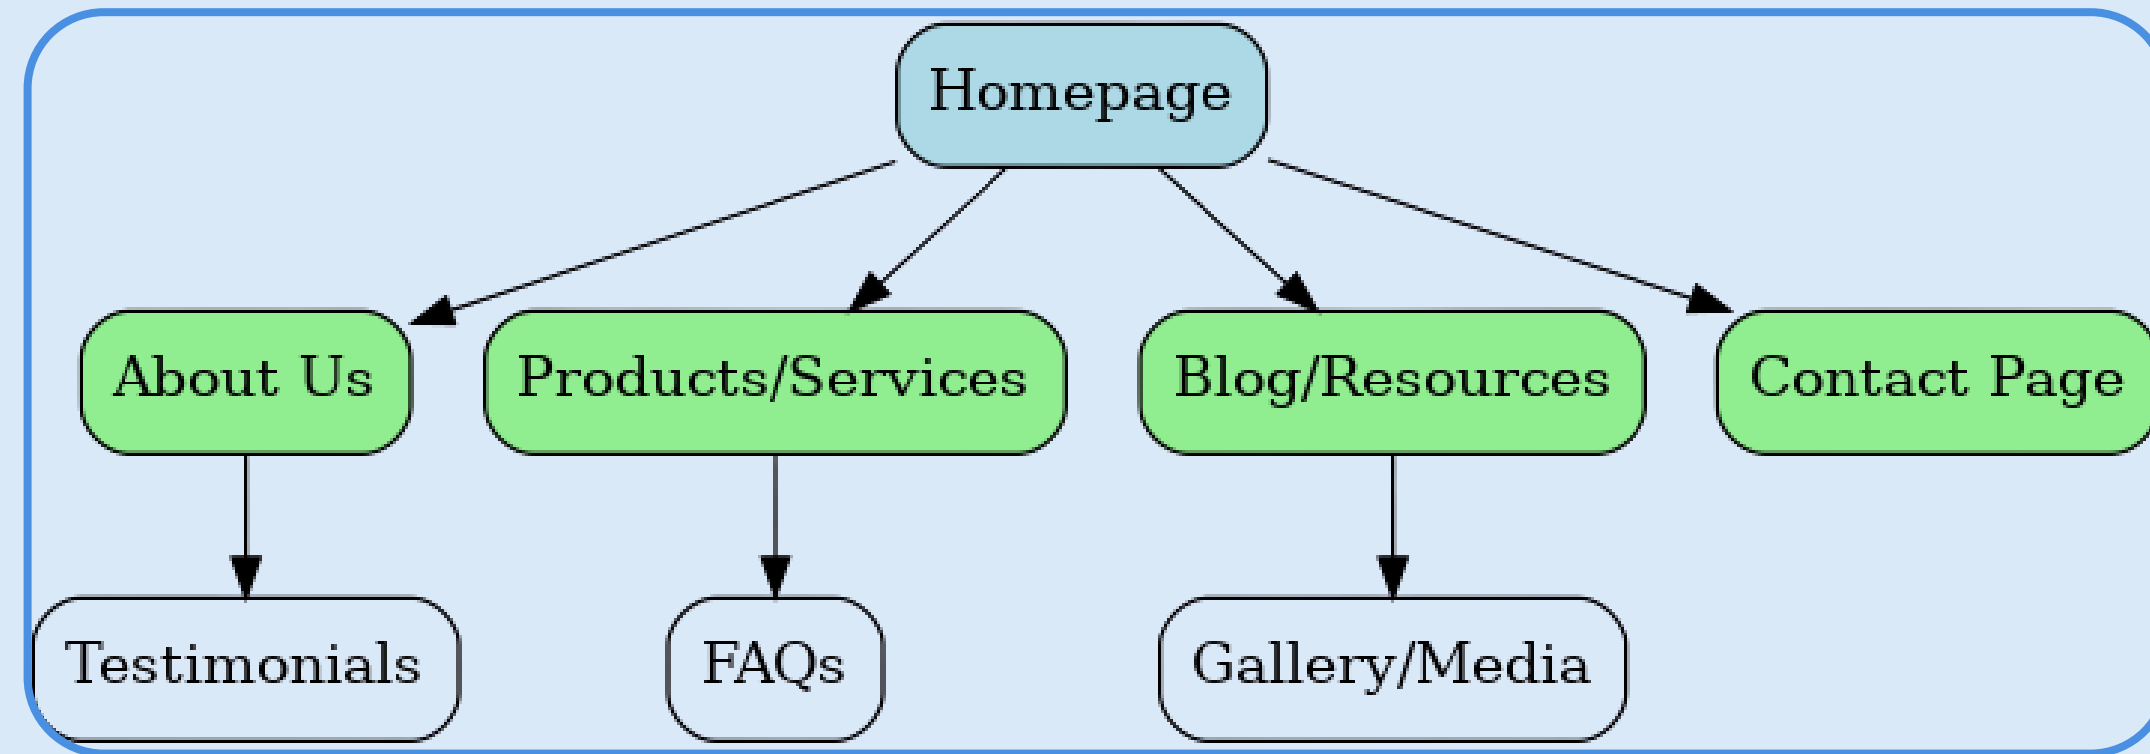 Homepage
About Us
Products/Services
Blog/Resources
Contact Page
Testimonials
FAQs
Gallery/Media